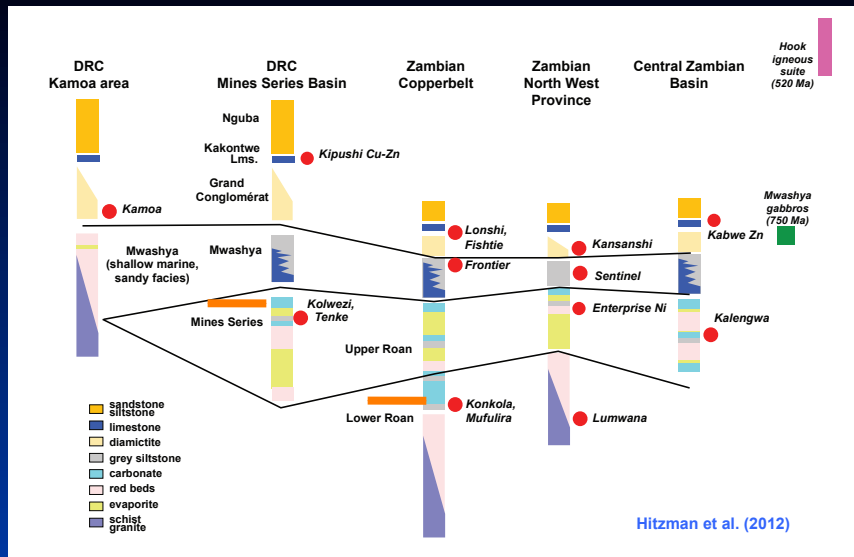 DRC
Kamoa area
DRC
Mines Series Basin
Zambian
Copperbelt
Zambian
North West
Province
Central Zambian
Basin
Hook
igneous
suite
(520 Ma)
Nguba
Kakontwe
Lms.
Kipushi Cu-Zn
Grand
Conglomérat
Kamoa
Mwashya
(shallow marine,
sandy facies)
Mwashya
Lonshi,
Fishtie
Frontier
Kansanshi
Sentinel
Kabwe Zn
Mwashya
gabbros
(750 Ma)
Mines Series
Kolwezi,
Tenke
Enterprise Ni
Kalengwa
Upper Roan
Lower Roan
Konkola,
Mufulira
Lumwana
sandstone
siltstone
limestone
diamictite
grey siltstone
carbonate
red beds
evaporite
schist
granite
Hitzman et al. (2012)